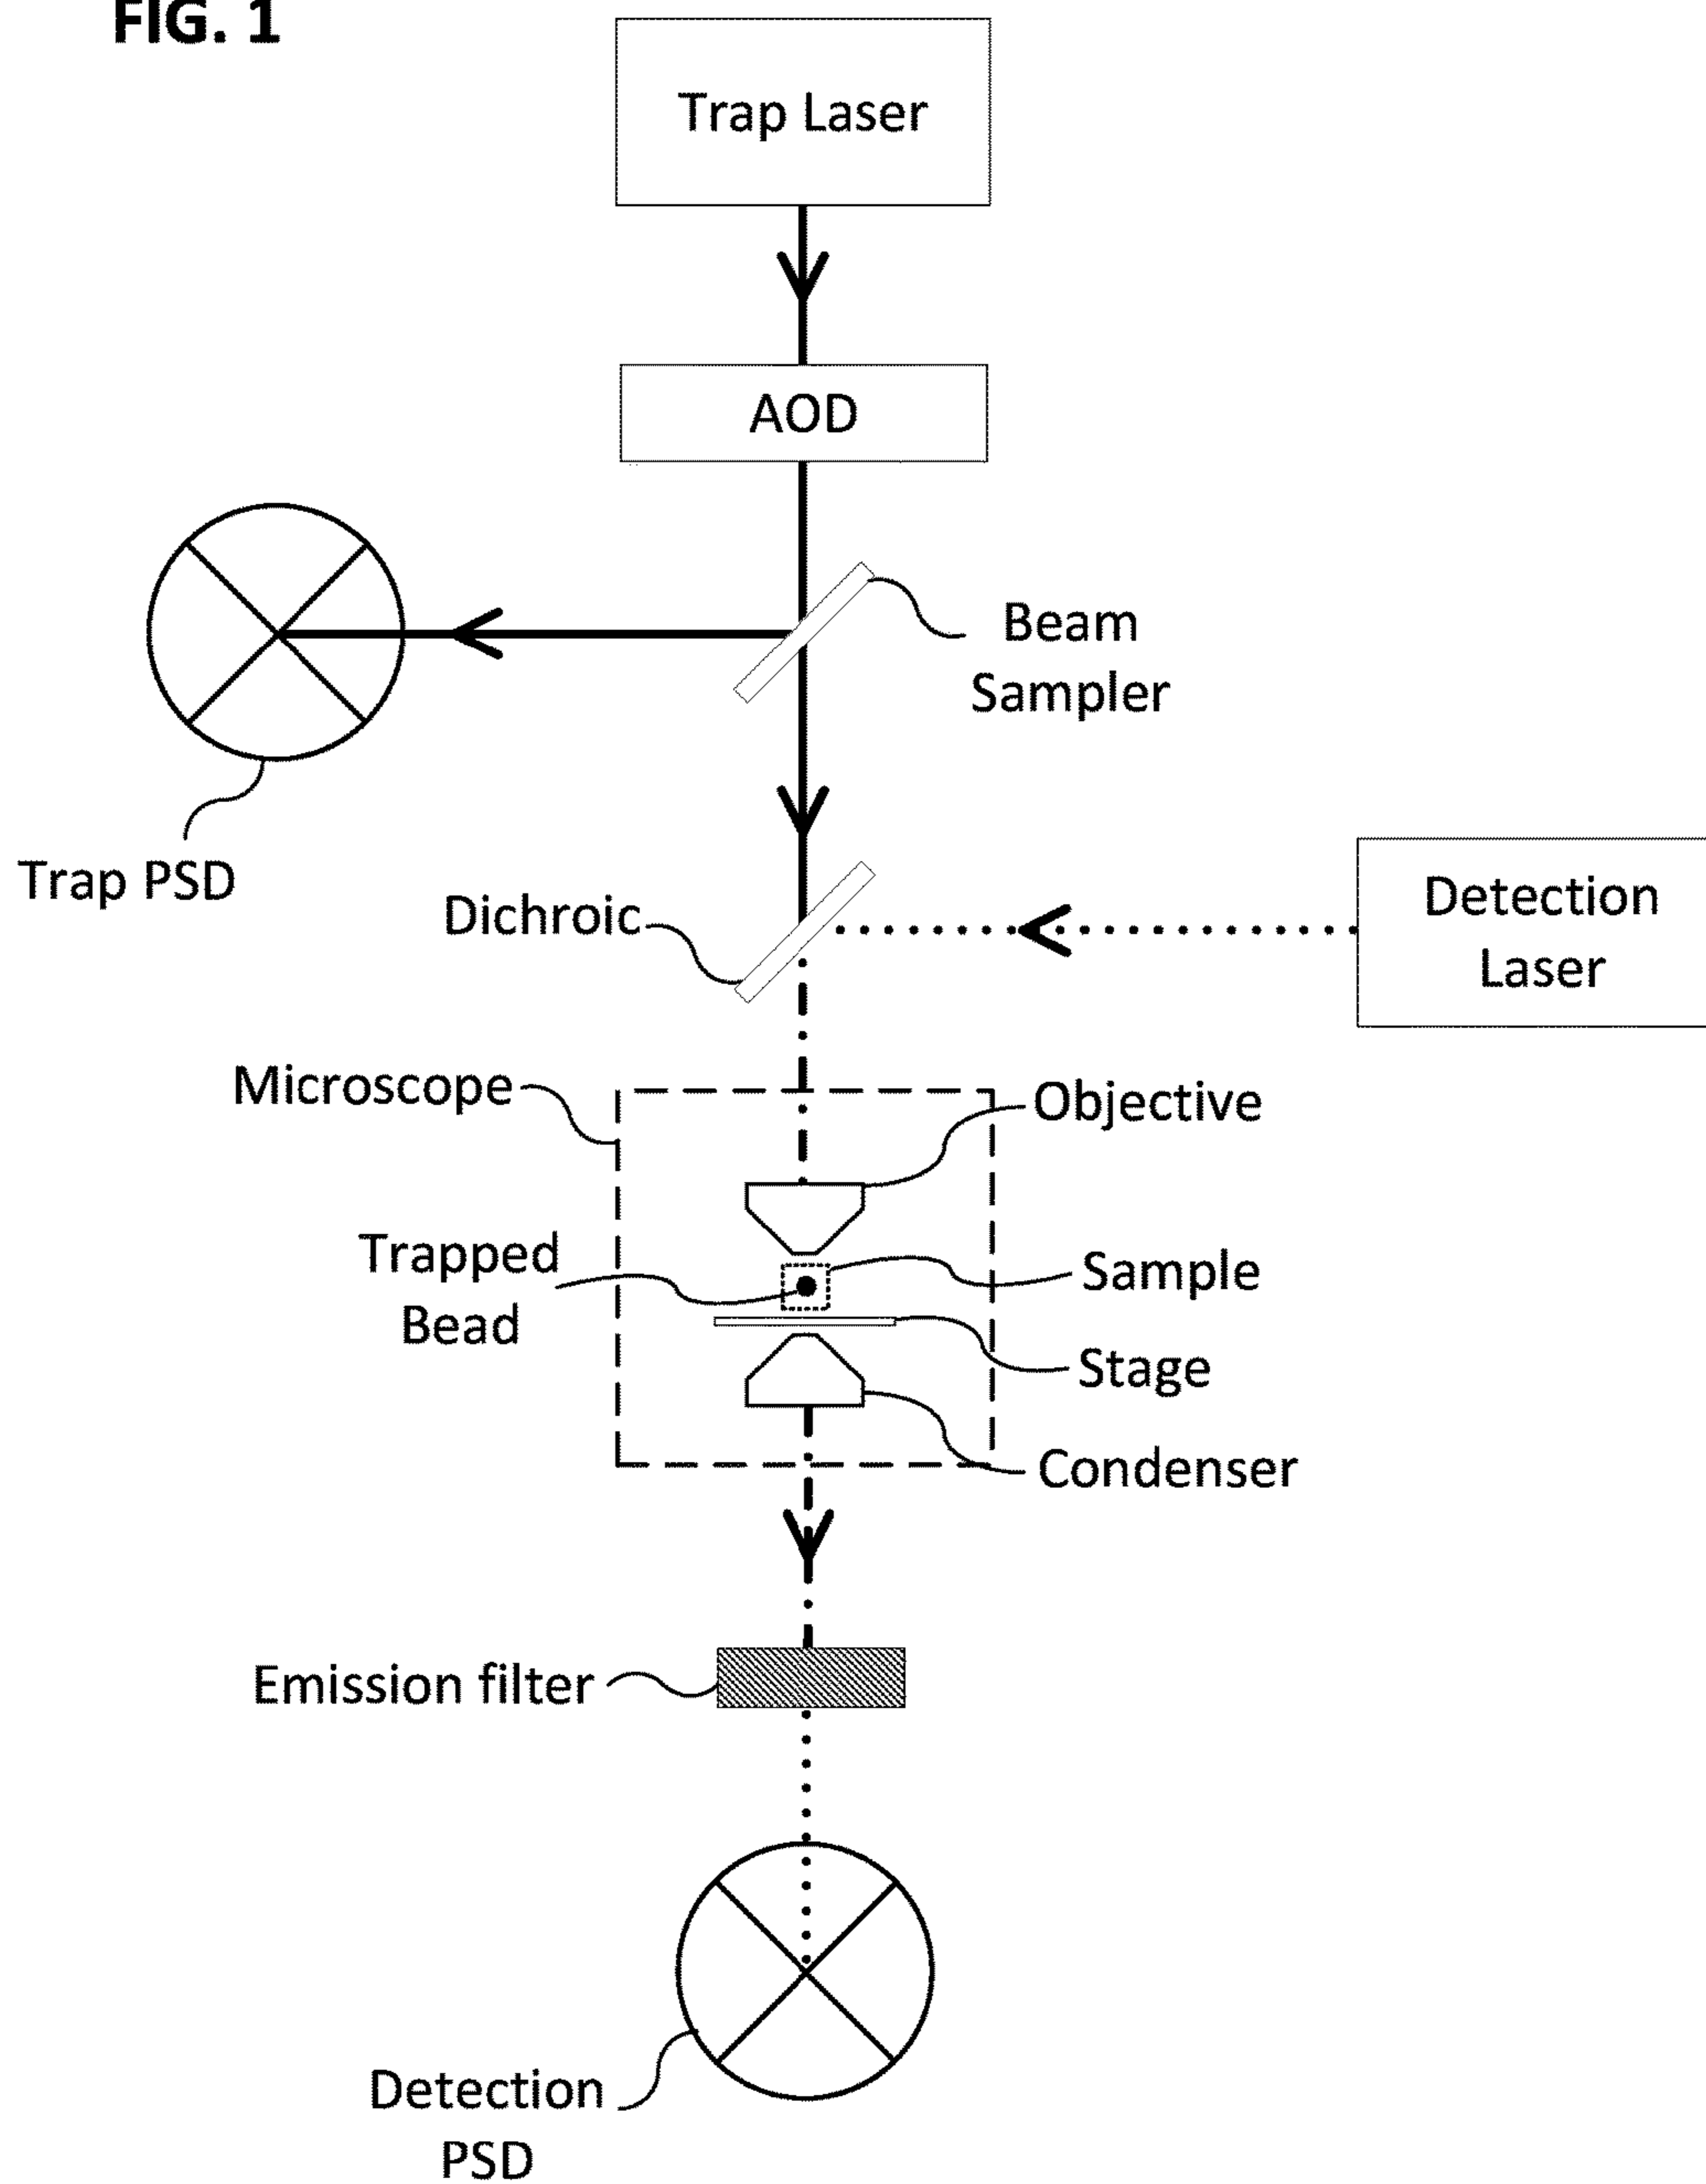 FIG. 1
Trap Laser
AOD
Beam
Sampler
Trap PSD
Dichroic
Detection
Laser
Microscope
Objective
Trapped
Bead
Sample
Stage
Condenser
Emission filter
Detection
PSD